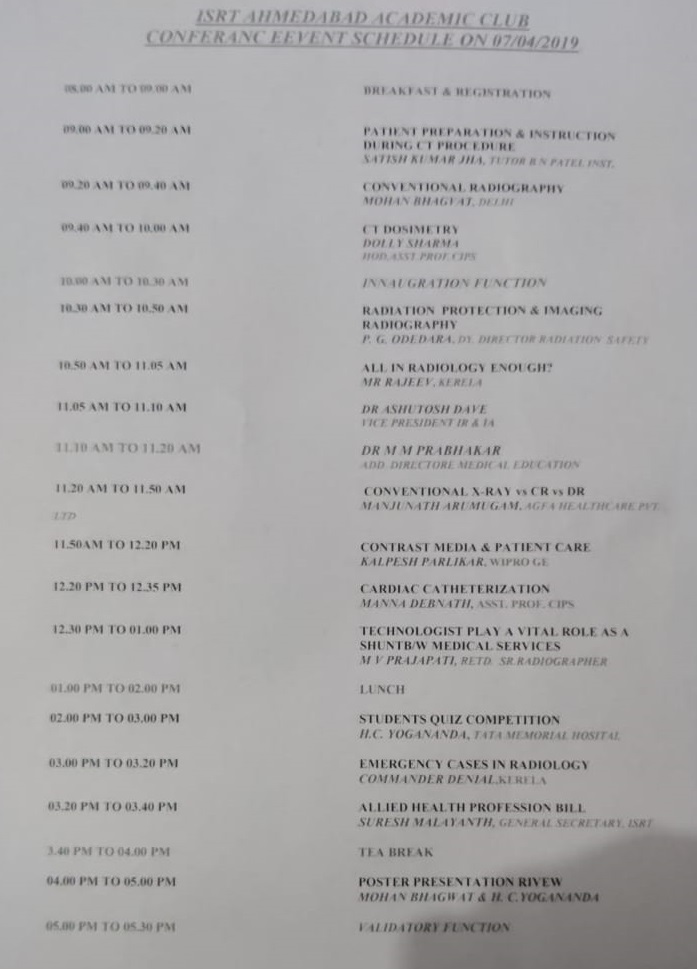 ISRT AHMEDABAD ACADEMIC CLUB
CONFERANC EEVENT SCHEDULE ON 07/04/2019
08.00 AM TO 09.00 AM BREAKFAST & REGISTRATION
09.00 AM TO 09.20 AM PATIENT PREPARATION & INSTRUCTION
DURING CT PROCEDURE
SATISH KUMAR JHA, TUTOR B N PATEL INST.
09.20 AM TO 09.40 AM CONVENTIONAL RADIOGRAPHY
MOHAN BHAGVAT, DELHI
09.40 AM TO 10.00 AM CT DOSIMETRY
DOLLY SHARMA
HOD,ASST.PROF.CIPS
10.00 AM TO 10.30 AM INNAUGRATION FUNCTION
10.30 AM TO 10.50 AM RADIATION PROTECTION & IMAGING
RADIOGRAPHY
P. G. ODEDARA, DY. DIRECTOR RADIATION SAFETY
10.50 AM TO 11.05 AM ALL IN RADIOLOGY ENOUGH?
MR RAJEEV, KERELA
11.05 AM TO 11.10 AM DR ASHUTOSH DAVE
VICE PRESIDENT IR & IA
11.10 AM TO 11.20 AM DR M M PRABHAKAR
ADD. DIRECTORE MEDICAL EDUCATION
11.20 AM TO 11.50 AM CONVENTIONAL X-RAY vs CR vs DR
MANJUNATH ARUMUGAM, AGFA HEALTHCARE PVT.
LTD
11.50AM TO 12.20 PM CONTRAST MEDIA & PATIENT CARE
KALPESH PARLIKAR, WIPRO GE
12.20 PM TO 12.35 PM CARDIAC CATHETERIZATION
MANNA DEBNATH, ASST. PROF. CIPS
12.30 PM TO 01.00 PM TECHNOLOGIST PLAY A VITAL ROLE AS A
SHUNTB/W MEDICAL SERVICES
M V PRAJAPATI, RETD. SR.RADIOGRAPHER
01.00 PM TO 02.00 PM LUNCH
02.00 PM TO 03.00 PM STUDENTS QUIZ COMPETITION
H.C. YOGANANDA, TATA MEMORIAL HOSITAL
03.00 PM TO 03.20 PM EMERGENCY CASES IN RADIOLOGY
COMMANDER DENIAL,KERELA
03.20 PM TO 03.40 PM ALLIED HEALTH PROFESSION BILL
SURESH MALAYANTH, GENERAL SECRETARY, ISRT
3.40 PM TO 04.00 PM TEA BREAK
04.00 PM TO 05.00 PM POSTER PRESENTATION RIVEW
MOHAN BHAGWAT & H. C.YOGANANDA
05.00 PM TO 05.30 PM VALIDATORY FUNCTION